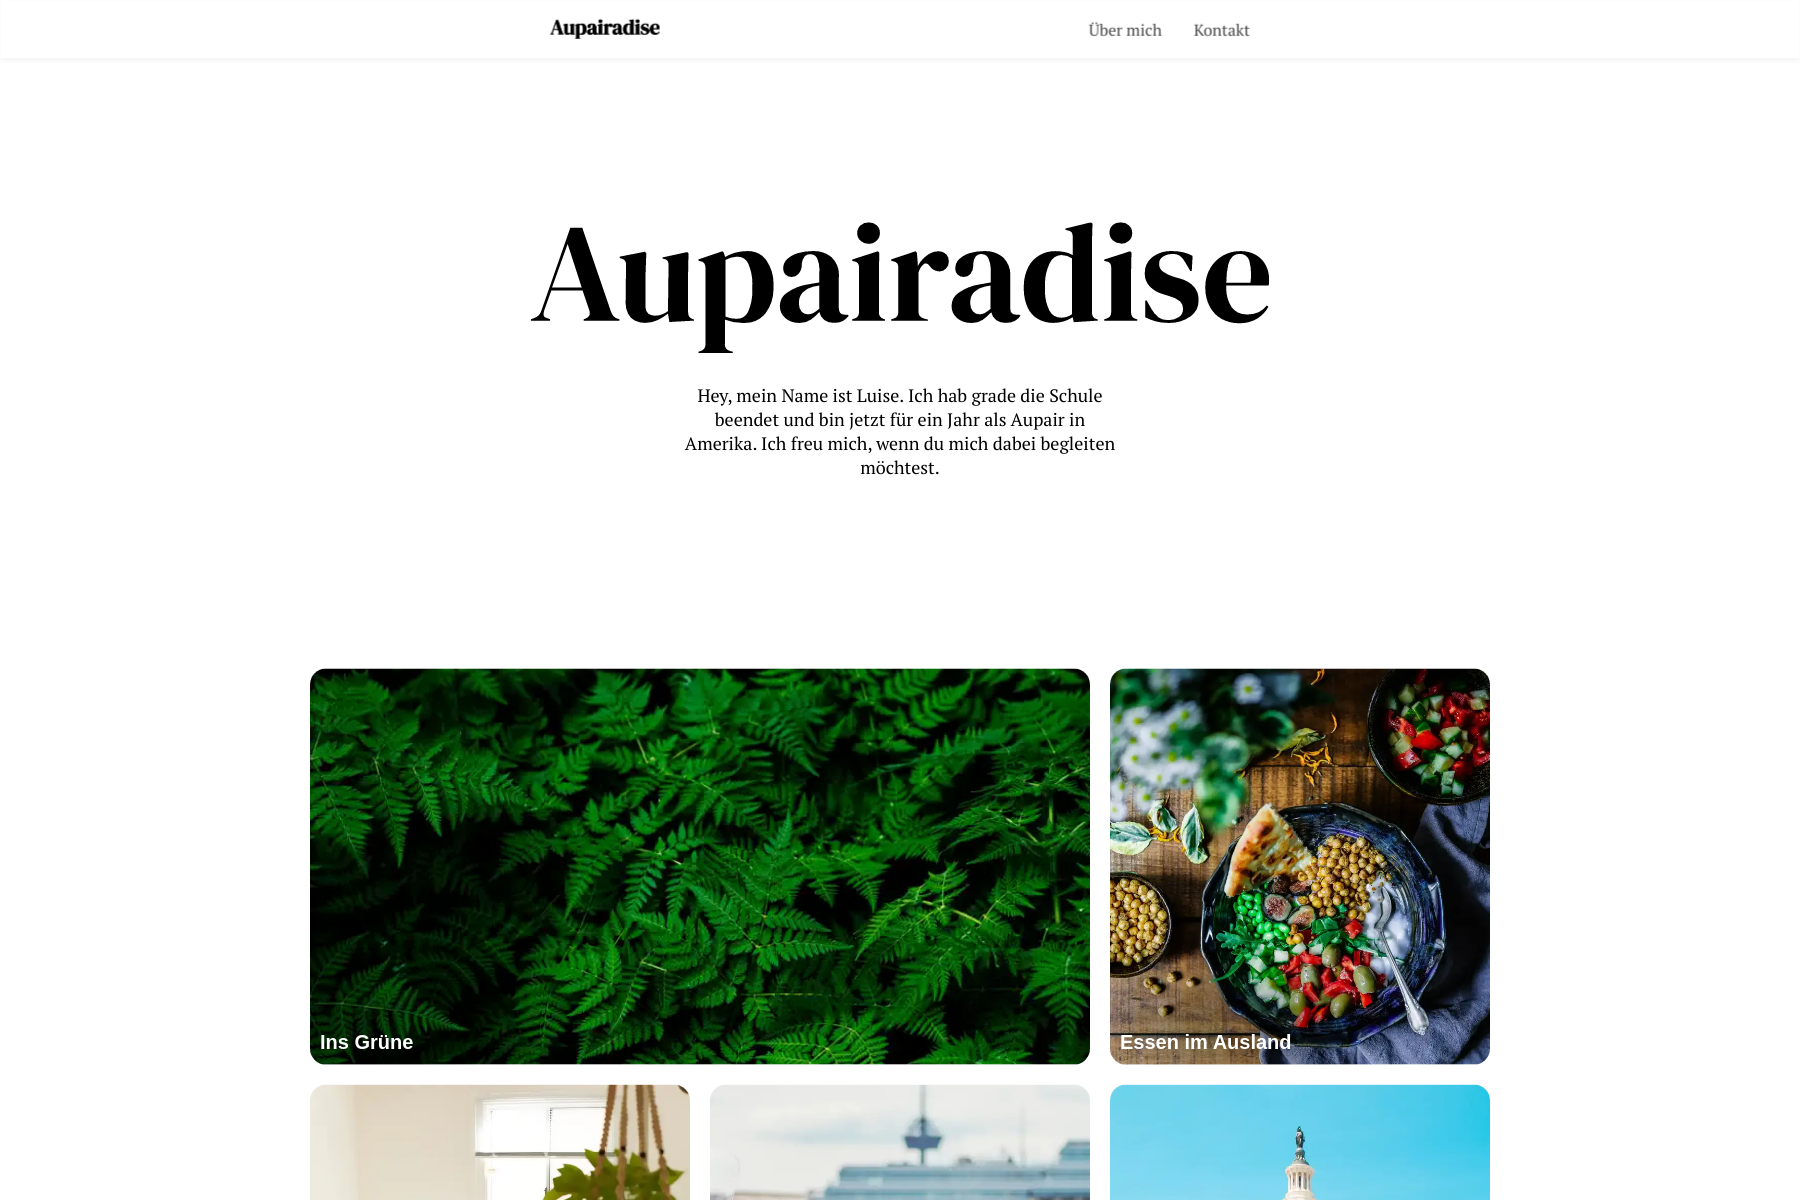 Aupairadise
Über mich
Kontakt
Aupairadise
Hey, mein Name ist Luise. Ich hab grade die Schule
beendet und bin jetzt für ein Jahr als Aupair in
Amerika. Ich freu mich, wenn du mich dabei begleiten
möchtest.
Ins Grüne
Essen im Ausland